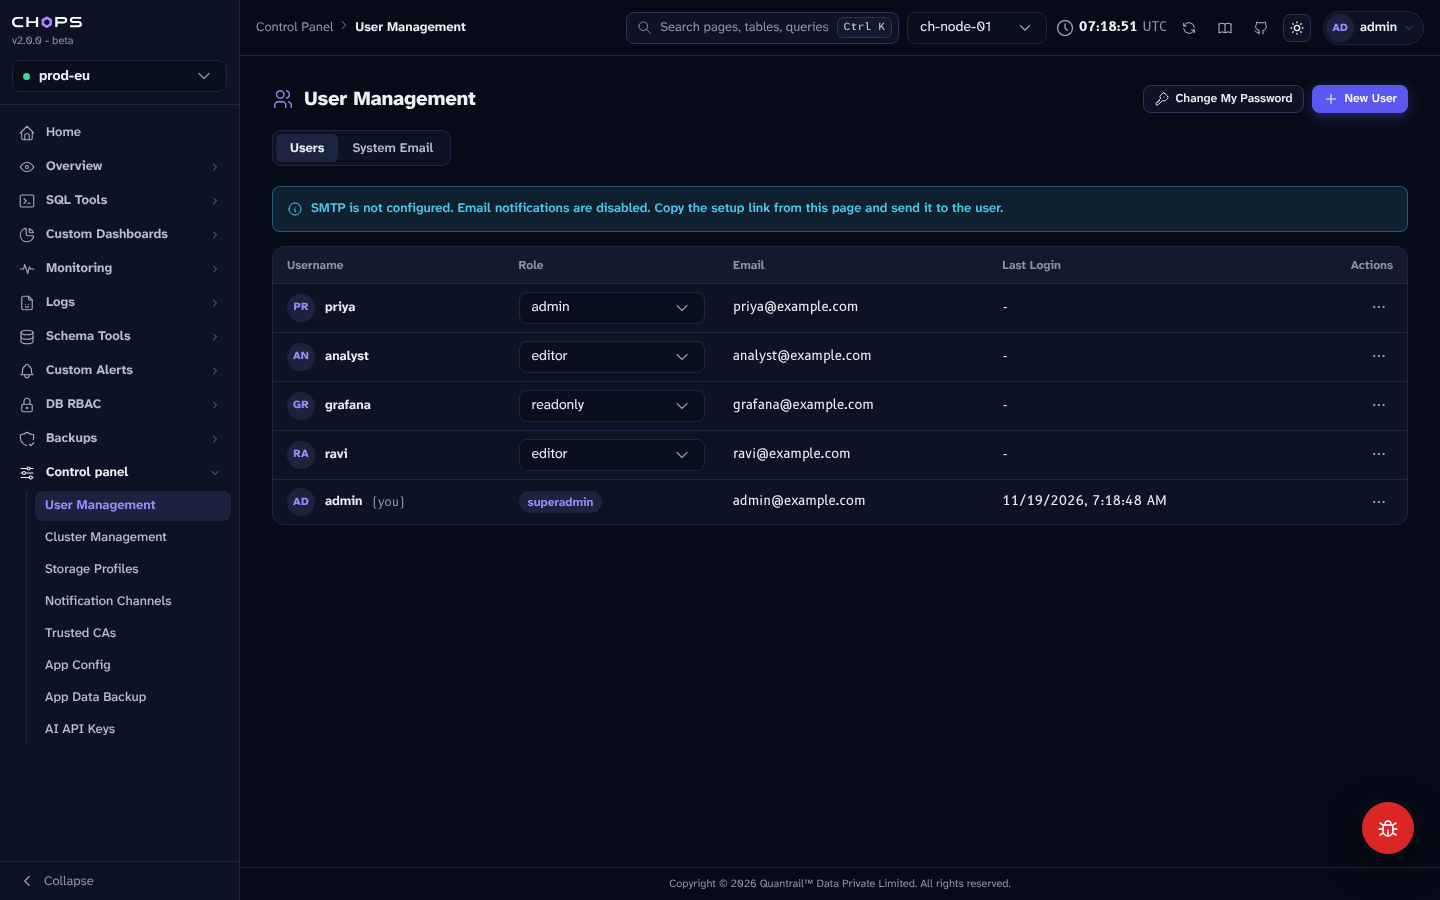 CHOPS
v2.0.0 - beta
prod-eu
Home
Overview
SQL Tools
Custom Dashboards
Monitoring
Logs
Schema Tools
Custom Alerts
DB RBAC
Backups
Control panel
User Management
Cluster Management
Storage Profiles
Notification Channels
Trusted CAs
App Config
App Data Backup
AI API Keys
Collapse
Control Panel > User Management
Search pages, tables, queries Ctrl K
ch-node-01
07:18:51 UTC
AD admin
User Management
Change My Password
+ New User
Users System Email
SMTP is not configured. Email notifications are disabled. Copy the setup link from this page and send it to the user.
Username Role Email Last Login Actions
PR priya admin priya@example.com - ...
AN analyst editor analyst@example.com - ...
GR grafana readonly grafana@example.com - ...
RA ravi editor ravi@example.com - ...
AD admin (you) superadmin admin@example.com 11/19/2026, 7:18:48 AM ...
Copyright © 2026 Quantrail™ Data Private Limited. All rights reserved.